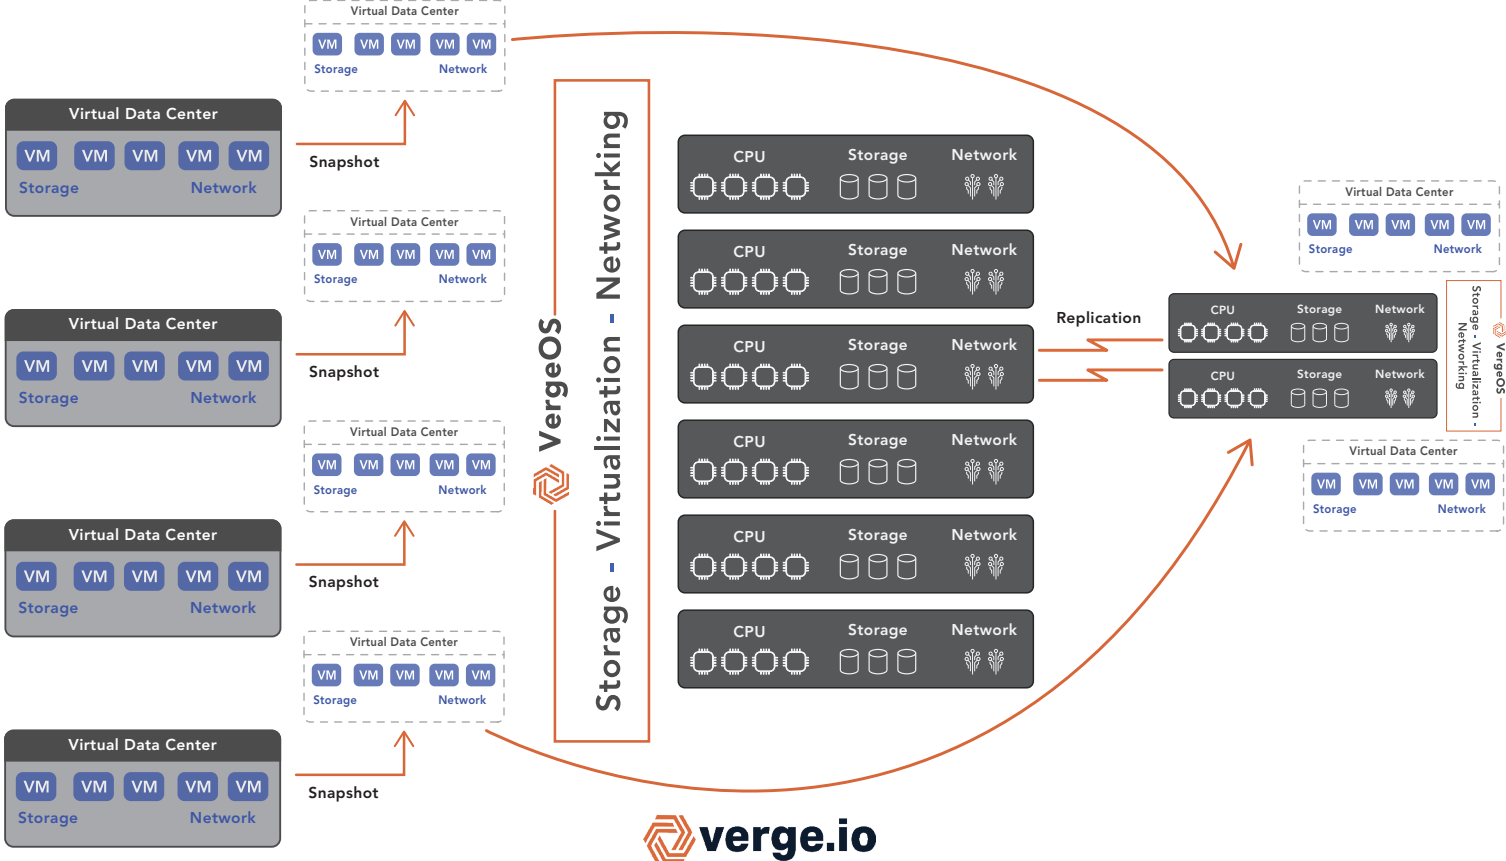 Virtual Data Center
VM VM VM VM VM
Storage Network
Virtual Data Center
VM VM VM VM VM
Storage Network
Snapshot
Virtual Data Center
VM VM VM VM VM
Storage Network
Virtual Data Center
VM VM VM VM VM
Storage Network
Snapshot
Virtual Data Center
VM VM VM VM VM
Storage Network
Virtual Data Center
VM VM VM VM VM
Storage Network
Snapshot
Virtual Data Center
VM VM VM VM VM
Storage Network
Virtual Data Center
VM VM VM VM VM
Storage Network
Snapshot
VergeOS
Storage - Virtualization - Networking
CPU Storage Network
CPU Storage Network
CPU Storage Network
CPU Storage Network
CPU Storage Network
CPU Storage Network
Replication
Virtual Data Center
VM VM VM VM VM
Storage Network
CPU Storage Network
CPU Storage Network
VergeOS
Storage - Virtualization -
Networking
Virtual Data Center
VM VM VM VM VM
Storage Network
verge.io